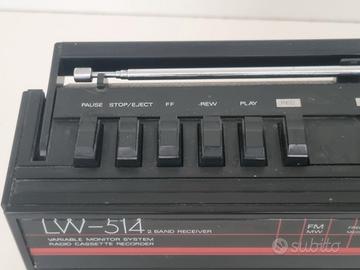 PAUSE STOP/EJECT FF -REW PLAY REC
LW-514 2 BAND RECEIVER
VARIABLE MONITOR SYSTEM
RADIO CASSETTE RECORDER
FM
MW
subito